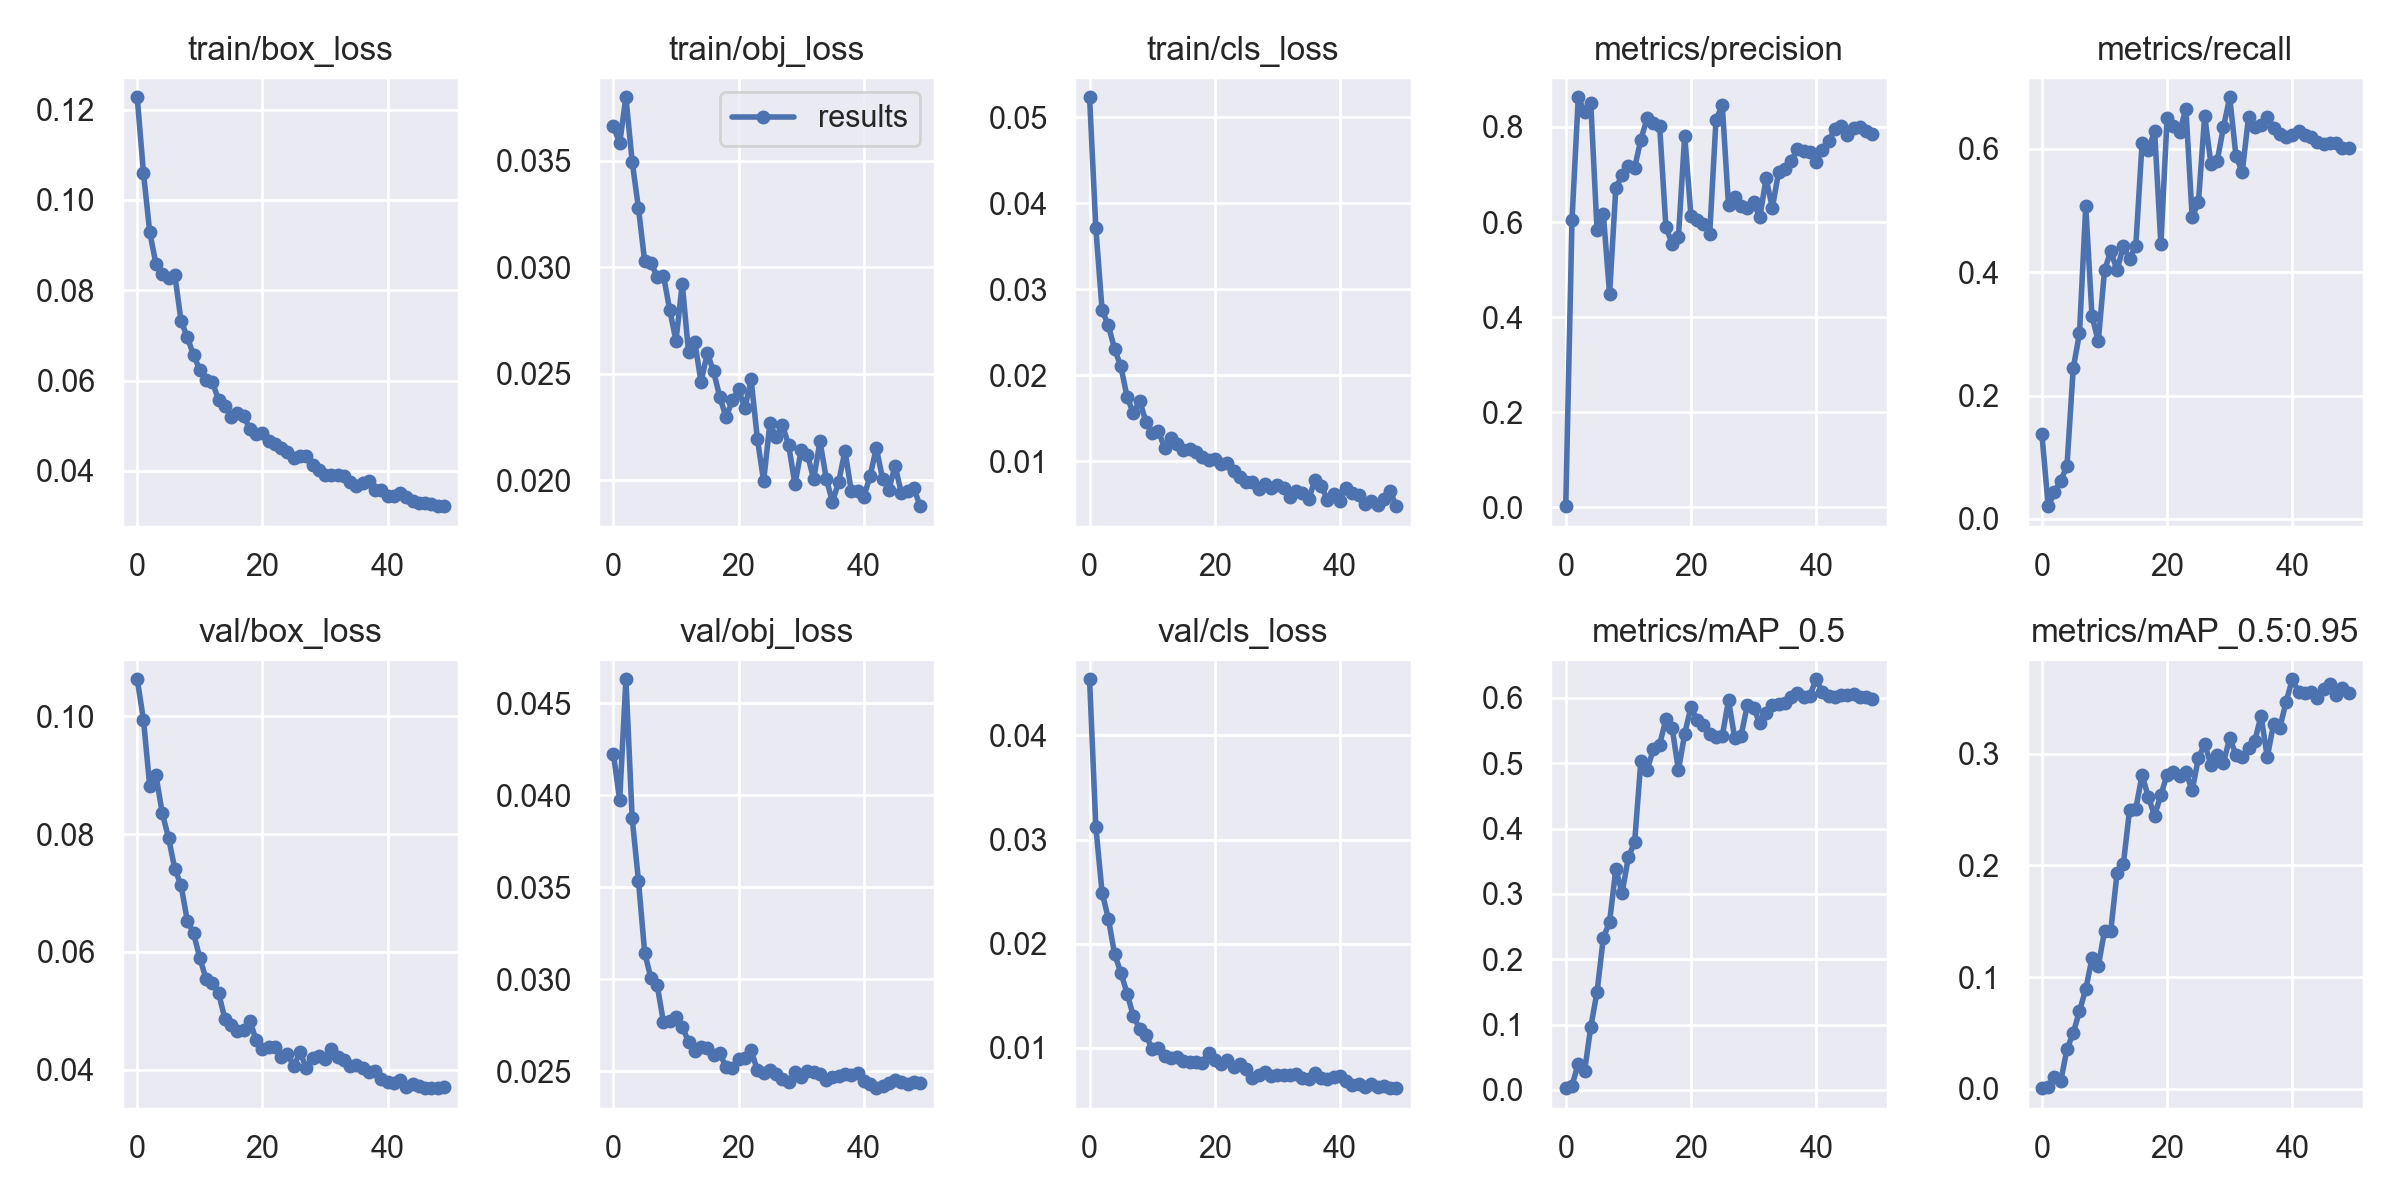 train/box_loss
0.12
0.10
0.08
0.06
0.04
0 20 40
train/obj_loss
results
0.035
0.030
0.025
0.020
0 20 40
train/cls_loss
0.05
0.04
0.03
0.02
0.01
0 20 40
metrics/precision
0.8
0.6
0.4
0.2
0.0
0 20 40
metrics/recall
0.6
0.4
0.2
0.0
0 20 40
val/box_loss
0.10
0.08
0.06
0.04
0 20 40
val/obj_loss
0.045
0.040
0.035
0.030
0.025
0 20 40
val/cls_loss
0.04
0.03
0.02
0.01
0 20 40
metrics/mAP_0.5
0.6
0.5
0.4
0.3
0.2
0.1
0.0
0 20 40
metrics/mAP_0.5:0.95
0.3
0.2
0.1
0.0
0 20 40